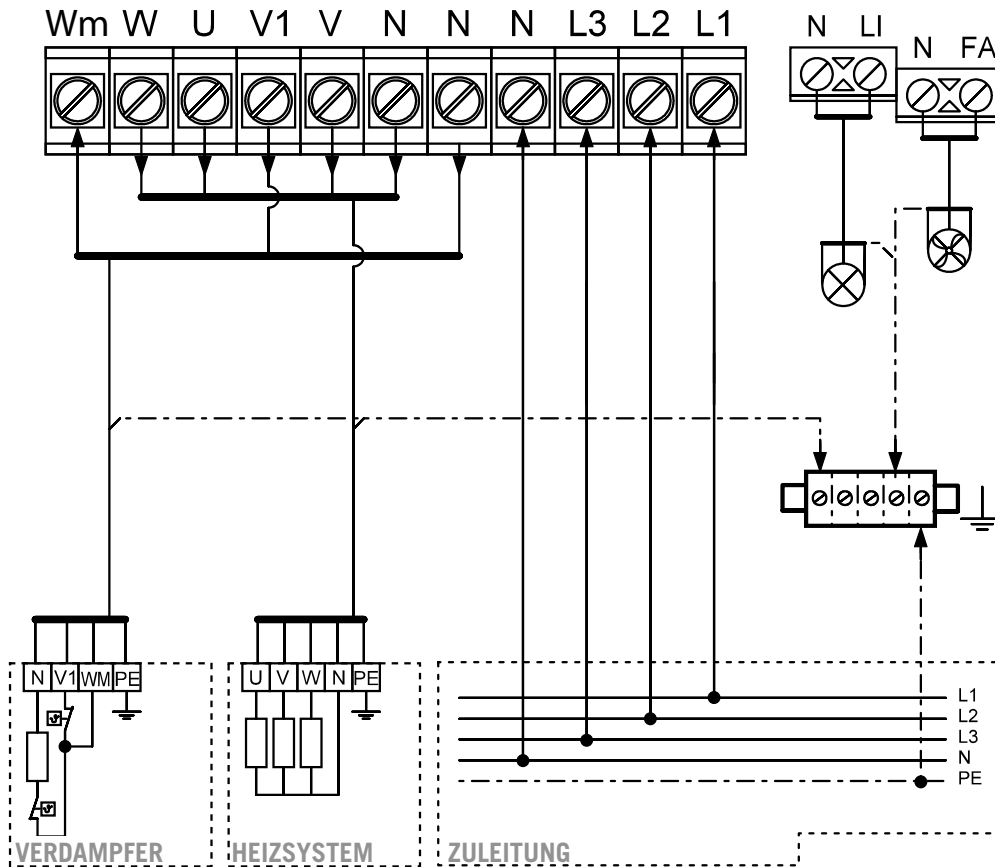 Wm W U V1 V N N N L3 L2 L1
N LI
N FA
N V1 WM PE
U V W N PE
L1
L2
L3
N
PE
VERDAMPFER
HEIZSYSTEM
ZULEITUNG